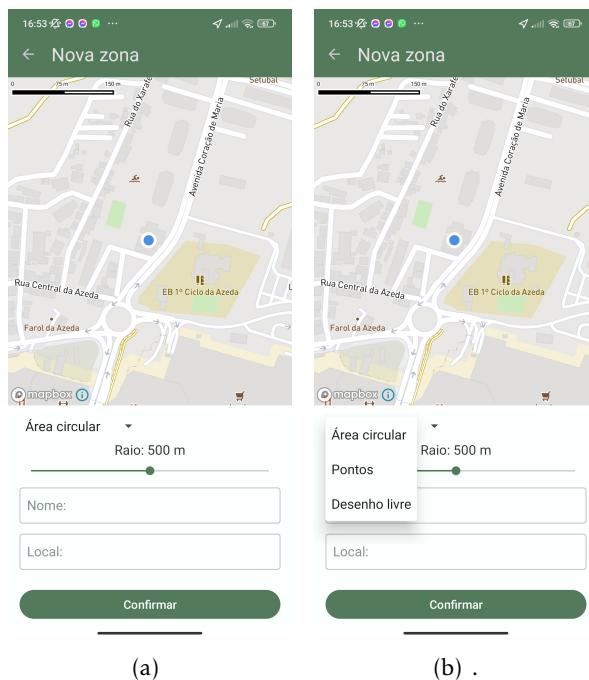 16:53
67
Nova zona
0
75 m
150 m
Setubal
Rua do Xarafe
Avenida Coração de Maria
Rua Central da Azeda
EB 1º Ciclo da Azeda
Farol da Azeda
L
mapbox
Área circular
Raio: 500 m
Nome:
Local:
Confirmar
(a)
16:53
67
Nova zona
0
75 m
150 m
Setubal
Rua do Xarafe
Avenida Coração de Maria
Rua Central da Azeda
EB 1º Ciclo da Azeda
Farol da Azeda
mapbox
Área circular
Raio: 500 m
Pontos
Desenho livre
Local:
Confirmar
(b) .